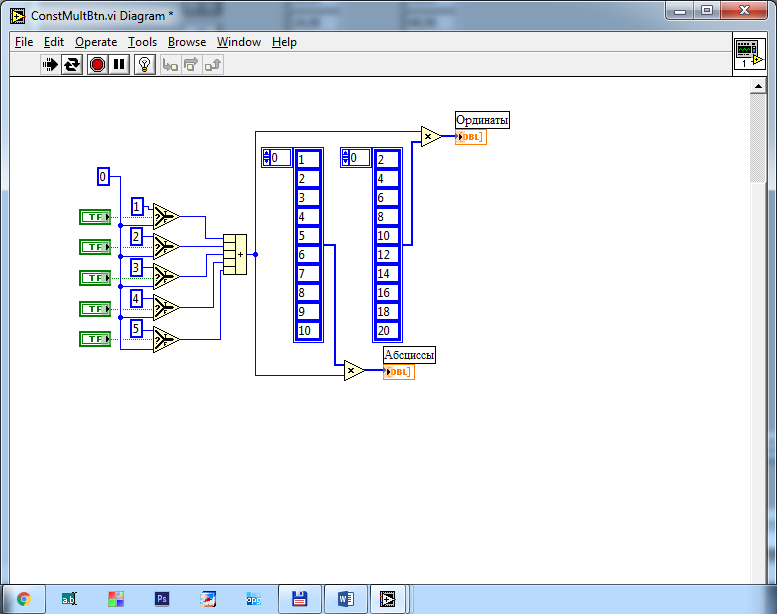 ConstMultBtn.vi Diagram *
File Edit Operate Tools Browse Window Help
1
Ординаты
DBL]
0 1 0 2
2 4
3 6
4 8
5 10
6 12
7 14
8 16
9 18
10 20
0
1
TF
2
TF
3
TF
4
TF
5
TF
Абсциссы
DBL]
a.b
Ps
apg